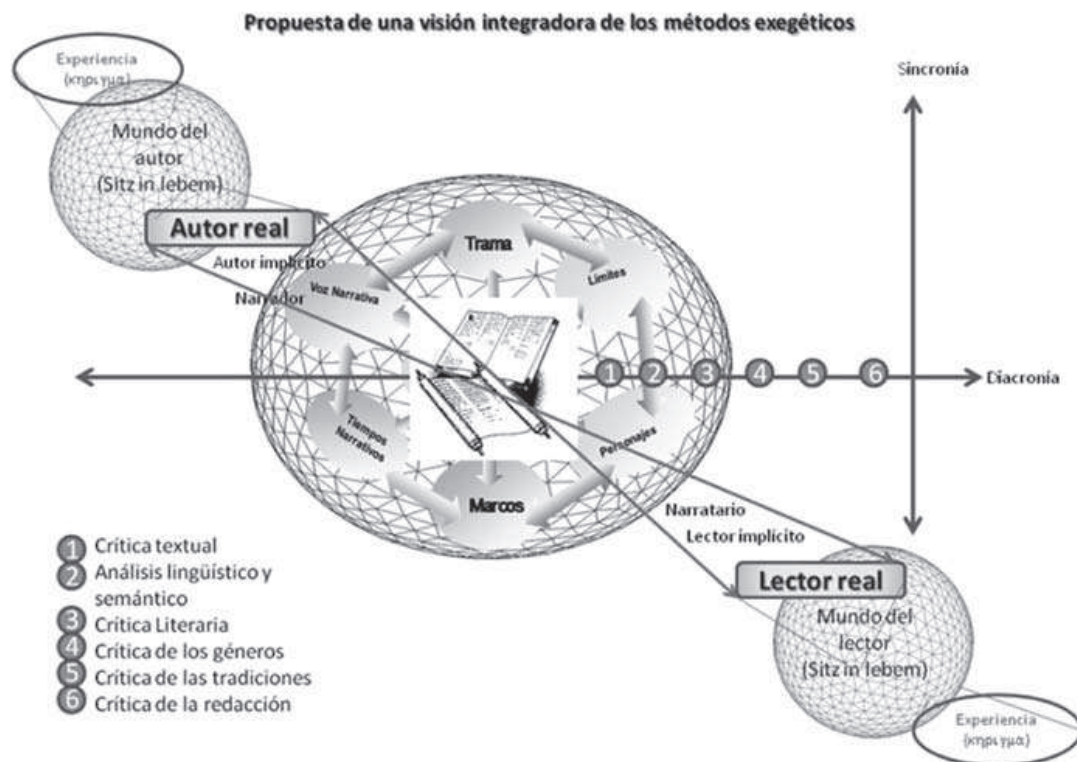 Propuesta de una visión integradora de los métodos exegéticos
Experiencia
(κηριγμα)
Mundo del
autor
(Sitz in lebem)
Autor real
Autor implícito
Narrador
Sincronía
Diacronía
Trama
Limites
Voz Narrativa
Tiempos
Narrativos
Personajes
Marcos
1
2
3
4
5
6
Narratario
Lector implícito
Lector real
Mundo del
lector
(Sitz in lebem)
Experiencia
(κηριγμα)
1 Crítica textual
2 Análisis lingüístico y
semántico
3 Crítica Literaria
4 Crítica de los géneros
5 Crítica de las tradiciones
6 Crítica de la redacción